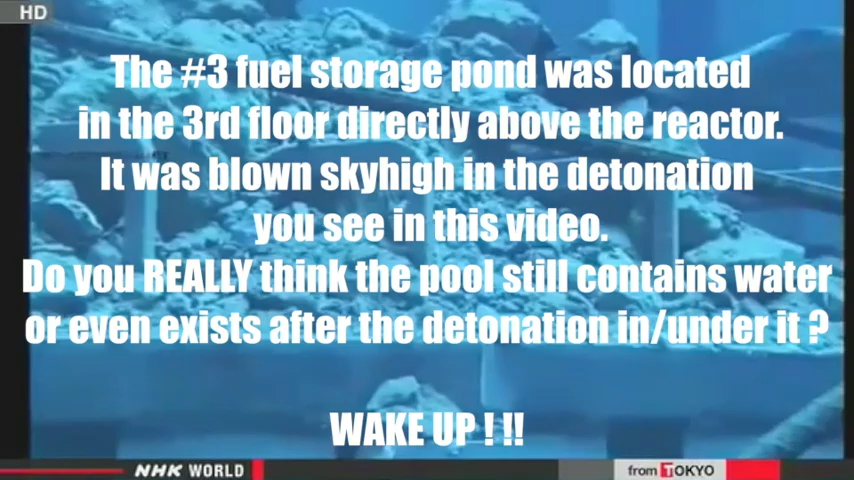 HD
The #3 fuel storage pond was located
in the 3rd floor directly above the reactor.
It was blown skyhigh in the detonation
you see in this video.
Do you REALLY think the pool still contains water
or even exists after the detonation in/under it ?
WAKE UP ! !!
NHK WORLD
from TOKYO